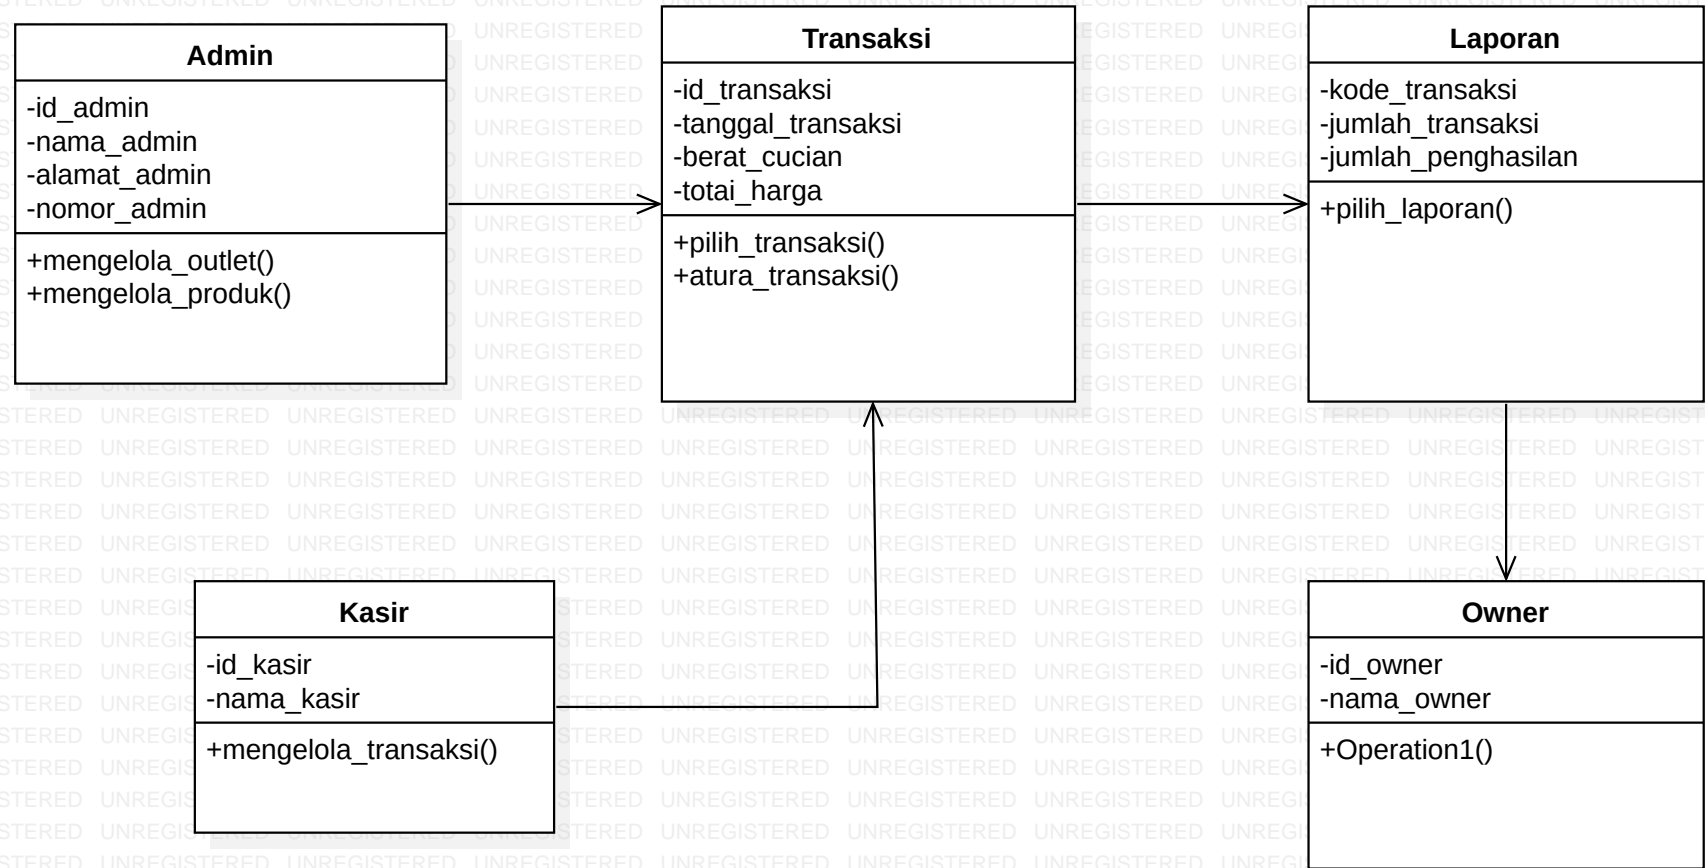 Admin
-id_admin
-nama_admin
-alamat_admin
-nomor_admin
+mengelola_outlet()
+mengelola_produk()
Transaksi
-id_transaksi
-tanggal_transaksi
-berat_cucian
-totai_harga
+pilih_transaksi()
+atura_transaksi()
Laporan
-kode_transaksi
-jumlah_transaksi
-jumlah_penghasilan
+pilih_laporan()
Kasir
-id_kasir
-nama_kasir
+mengelola_transaksi()
Owner
-id_owner
-nama_owner
+Operation1()
UNREGISTERED